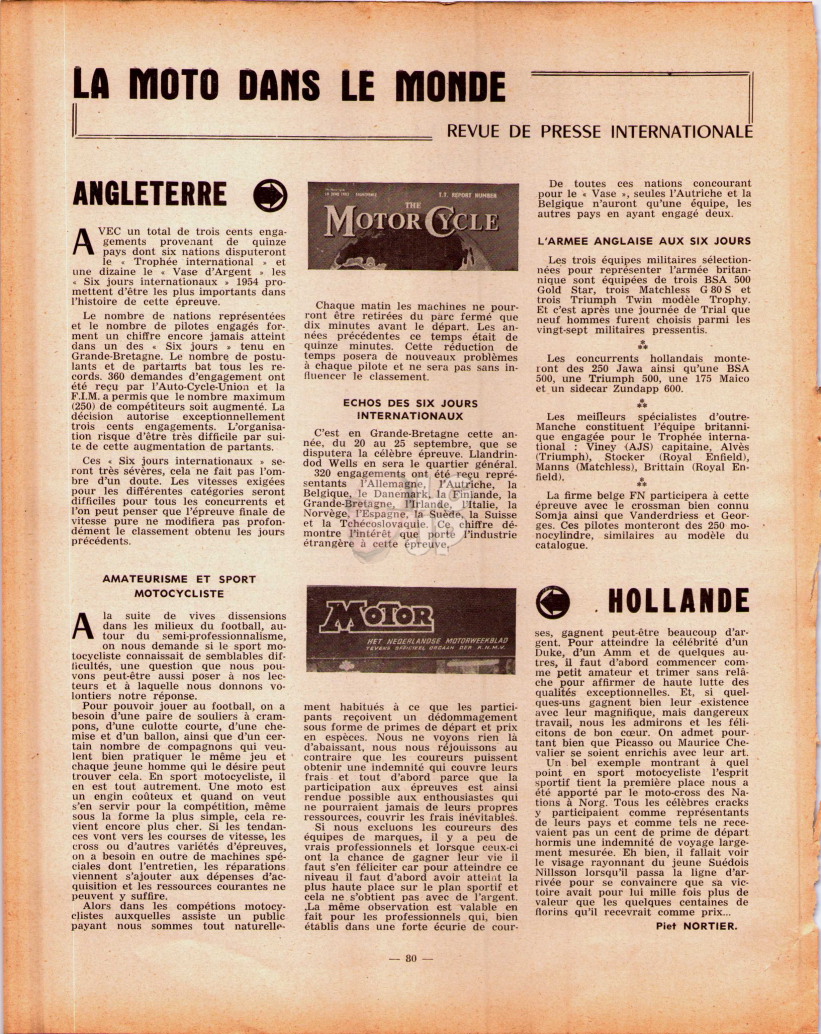 LA MOTO DANS LE MONDE
REVUE DE PRESSE INTERNATIONALE
ANGLETERRE
AVEC un total de trois cents enga-
gements provenant de quinze
pays dont six nations disputeront
le « Trophée international » et
une dizaine le « Vase d'Argent » les
« Six jours internationaux » 1954 pro-
mettent d'être les plus importants dans
l'histoire de cette épreuve.
Le nombre de nations représentées
et le nombre de pilotes engagés for-
ment un chiffre encore jamais atteint
dans un des « Six jours » tenu en
Grande-Bretagne. Le nombre de postu-
lants et de partants bat tous les re-
cords. 360 demandes d'engagement ont
été reçu par l'Auto-Cycle-Union et la
F.I.M. a permis que le nombre maximum
(250) de compétiteurs soit augmenté. La
décision autorise exceptionnellement
trois cents engagements. L'organisa-
tion risque d'être très difficile par sui-
te de cette augmentation de partants.
Ces « Six jours internationaux » se-
ront très sévères, cela ne fait pas l'om-
bre d'un doute. Les vitesses exigées
pour les différentes catégories seront
difficiles pour tous les concurrents et
l'on peut penser que l'épreuve finale de
vitesse pure ne modifiera pas profon-
dément le classement obtenu les jours
précédents.
T.T. REPORT NUMBER
THE
MOTOR CYCLE
Chaque matin les machines ne pour-
ront être retirées du parc fermé que
dix minutes avant le départ. Les an-
nées précédentes ce temps était de
quinze minutes. Cette réduction de
temps posera de nouveaux problèmes
à chaque pilote et ne sera pas sans in-
fluencer le classement.
ECHOS DES SIX JOURS
INTERNATIONAUX
C'est en Grande-Bretagne cette an-
née, du 20 au 25 septembre, que se
disputera la célèbre épreuve. Llandrin-
dod Wells en sera le quartier général.
320 engagements ont été reçu repré-
sentants l'Allemagne, l'Autriche, la
Belgique, le Danemark, la Finlande, la
Grande-Bretagne, l'Irlande, l'Italie, la
Norvège, l'Espagne, la Suède, la Suisse
et la Tchécoslovaquie. Ce chiffre dé-
montre l'intérêt que porte l'industrie
étrangère à cette épreuve,
De toutes ces nations concourant
pour le « Vase », seules l'Autriche et la
Belgique n'auront qu'une équipe, les
autres pays en ayant engagé deux.
L'ARMEE ANGLAISE AUX SIX JOURS
Les trois équipes militaires sélection-
nées pour représenter l'armée britan-
nique sont équipées de trois BSA 500
Gold Star, trois Matchless G 80 S et
trois Triumph Twin modèle Trophy.
Et c'est après une journée de Trial que
neuf hommes furent choisis parmi les
vingt-sept militaires pressentis.
⁂
Les concurrents hollandais monte-
ront des 250 Jawa ainsi qu'une BSA
500, une Triumph 500, une 175 Maico
et un sidecar Zundapp 600.
⁂
Les meilleurs spécialistes d'outre-
Manche constituent l'équipe britanni-
que engagée pour le Trophée interna-
tional : Viney (AJS) capitaine, Alvès
(Triumph), Stocker (Royal Enfield),
Manns (Matchless), Brittain (Royal En-
field).
⁂
La firme belge FN participera à cette
épreuve avec le crossman bien connu
Somja ainsi que Vanderdriess et Geor-
ges. Ces pilotes monteront des 250 mo-
nocylindre, similaires au modèle du
catalogue.
AMATEURISME ET SPORT
MOTOCYCLISTE
A la suite de vives dissensions
dans les milieux du football, au-
tour du semi-professionnalisme,
on nous demande si le sport mo-
tocycliste connaissait de semblables dif-
ficultés, une question que nous pou-
vons peut-être aussi poser à nos lec-
teurs et à laquelle nous donnons vo-
lontiers notre réponse.
Pour pouvoir jouer au football, on a
besoin d'une paire de souliers à cram-
pons, d'une culotte courte, d'une che-
mise et d'un ballon, ainsi que d'un cer-
tain nombre de compagnons qui veu-
lent bien pratiquer le même jeu et
chaque jeune homme qui le désire peut
trouver cela. En sport motocycliste, il
en est tout autrement. Une moto est
un engin coûteux et quand on veut
s'en servir pour la compétition, même
sous la forme la plus simple, cela re-
vient encore plus cher. Si les tendan-
ces vont vers les courses de vitesse, les
cross ou d'autres variétés d'épreuves,
on a besoin en outre de machines spé-
ciales dont l'entretien, les réparations
viennent s'ajouter aux dépenses d'ac-
quisition et les ressources courantes ne
peuvent y suffire.
Alors dans les compétions motocy-
clistes auxquelles assiste un public
payant nous sommes tout naturelle-
MOTOR
HET NEDERLANDSE MOTORWEEKBLAD
TEVENS OFFICIEEL ORGAAN DER K.N.M.V.
ment habitués à ce que les partici-
pants reçoivent un dédommagement
sous forme de primes de départ et prix
en espèces. Nous ne voyons rien là
d'abaissant, nous nous réjouissons au
contraire que les coureurs puissent
obtenir une indemnité qui couvre leurs
frais et tout d'abord parce que la
participation aux épreuves est ainsi
rendue possible aux enthousiastes qui
ne pourraient jamais de leurs propres
ressources, couvrir les frais inévitables.
Si nous excluons les coureurs des
équipes de marques, il y a peu de
vrais professionnels et lorsque ceux-ci
ont la chance de gagner leur vie il
faut s'en féliciter car pour atteindre ce
niveau il faut d'abord avoir atteint la
plus haute place sur le plan sportif et
cela ne s'obtient pas avec de l'argent.
La même observation est valable en
fait pour les professionnels qui, bien
établis dans une forte écurie de cour-
HOLLANDE
ses, gagnent peut-être beaucoup d'ar-
gent. Pour atteindre la célébrité d'un
Duke, d'un Amm et de quelques au-
tres, il faut d'abord commencer com-
me petit amateur et trimer sans relâ-
che pour affirmer de haute lutte des
qualités exceptionnelles. Et, si quel-
ques-uns gagnent bien leur existence
avec leur magnifique, mais dangereux
travail, nous les admirons et les féli-
citons de bon cœur. On admet pour-
tant bien que Picasso ou Maurice Che-
valier se soient enrichis avec leur art.
Un bel exemple montrant à quel
point en sport motocycliste l'esprit
sportif tient la première place nous a
été apporté par le moto-cross des Na-
tions à Norg. Tous les célèbres cracks
y participaient comme représentants
de leurs pays et comme tels ne rece-
vaient pas un cent de prime de départ
hormis une indemnité de voyage large-
ment mesurée. Eh bien, il fallait voir
le visage rayonnant du jeune Suédois
Nillsson lorsqu'il passa la ligne d'ar-
rivée pour se convaincre que sa vic-
toire avait pour lui mille fois plus de
valeur que les quelques centaines de
florins qu'il recevrait comme prix...
Piet NORTIER.
— 80 —